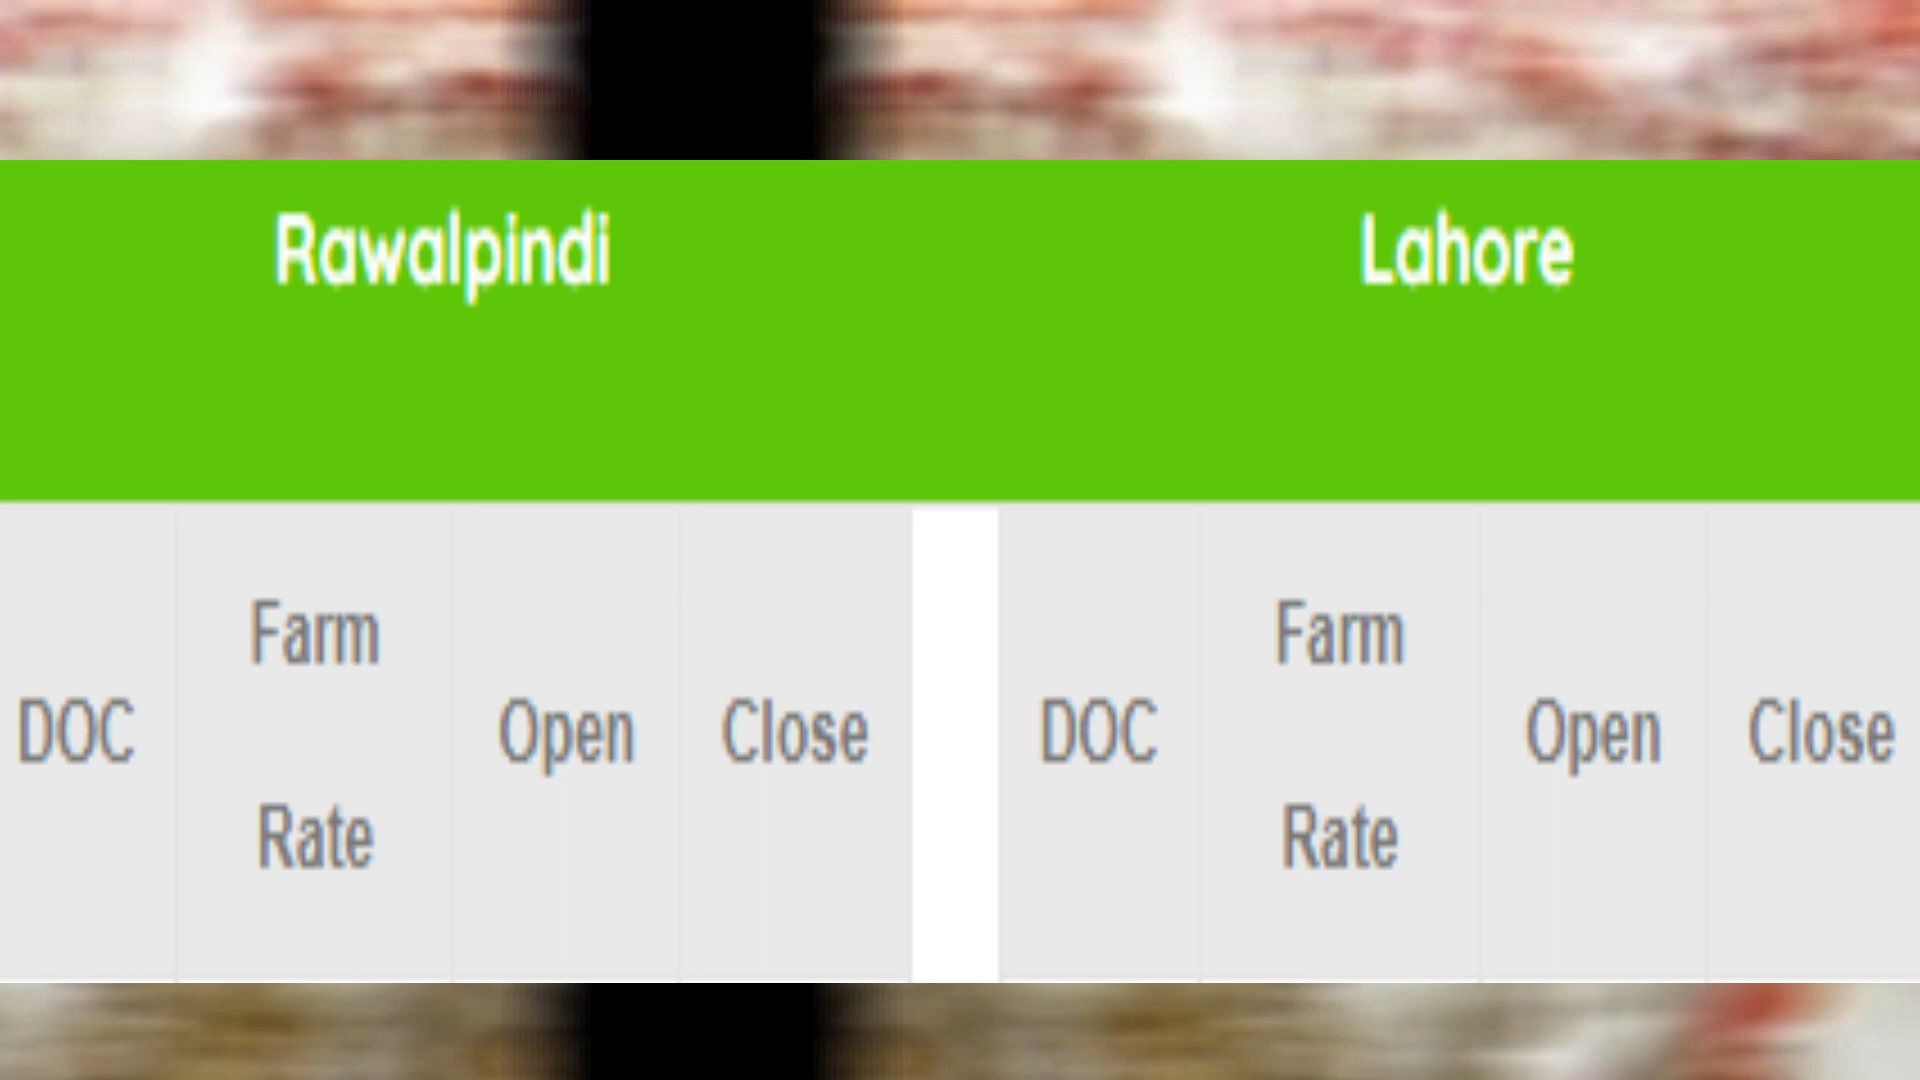 Rawalpindi Lahore
Farm Farm
DOC Open Close DOC Open Close
Rate Rate